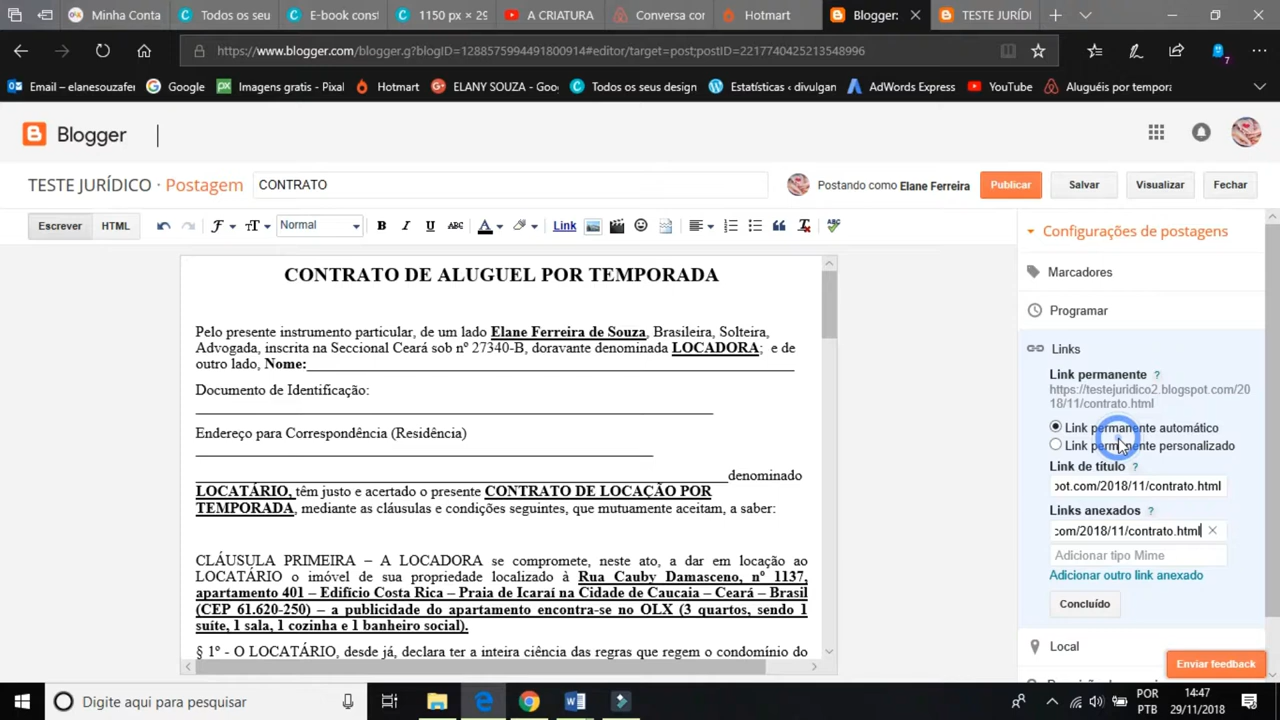 Minha Conta
Todos os seu
E-book cons
1150 px × 29
A CRIATURA
Conversa cor
Hotmart
Blogger:
TESTE JURÍDI
https://www.blogger.com/blogger.g?blogID=1288575994491800914#editor/target=post;postID=2217740425213548996
7
Email – elanesouzafer
Google
Imagens gratis - Pixal
Hotmart
ELANY SOUZA - Goo
Todos os seus design
Estatísticas ‹ divulgan
AdWords Express
YouTube
Aluguéis por tempora
Blogger
TESTE JURÍDICO · Postagem
CONTRATO
Postando como Elane Ferreira
Publicar
Salvar
Visualizar
Fechar
Escrever
HTML
Normal
B I U ABC A Link
CONTRATO DE ALUGUEL POR TEMPORADA
Pelo presente instrumento particular, de um lado Elane Ferreira de Souza, Brasileira, Solteira,
Advogada, inscrita na Seccional Ceará sob nº 27340-B, doravante denominada LOCADORA; e de
outro lado, Nome:
Documento de Identificação:
Endereço para Correspondência (Residência)
denominado
LOCATÁRIO, têm justo e acertado o presente CONTRATO DE LOCAÇÃO POR
TEMPORADA, mediante as cláusulas e condições seguintes, que mutuamente aceitam, a saber:
CLÁUSULA PRIMEIRA – A LOCADORA se compromete, neste ato, a dar em locação ao
LOCATÁRIO o imóvel de sua propriedade localizado à Rua Cauby Damasceno, nº 1137,
apartamento 401 – Edifício Costa Rica – Praia de Icaraí na Cidade de Caucaia – Ceará – Brasil
(CEP 61.620-250) – a publicidade do apartamento encontra-se no OLX (3 quartos, sendo 1
suíte, 1 sala, 1 cozinha e 1 banheiro social).
§ 1º - O LOCATÁRIO, desde já, declara ter a inteira ciência das regras que regem o condomínio do
Configurações de postagens
Marcadores
Programar
Links
Link permanente ?
https://testejuridico2.blogspot.com/20
18/11/contrato.html
Link permanente automático
Link permanente personalizado
Link de título ?
pot.com/2018/11/contrato.html
Links anexados ?
com/2018/11/contrato.html
Adicionar tipo Mime
Adicionar outro link anexado
Concluído
Local
Enviar feedback
Digite aqui para pesquisar
POR
PTB
14:47
29/11/2018